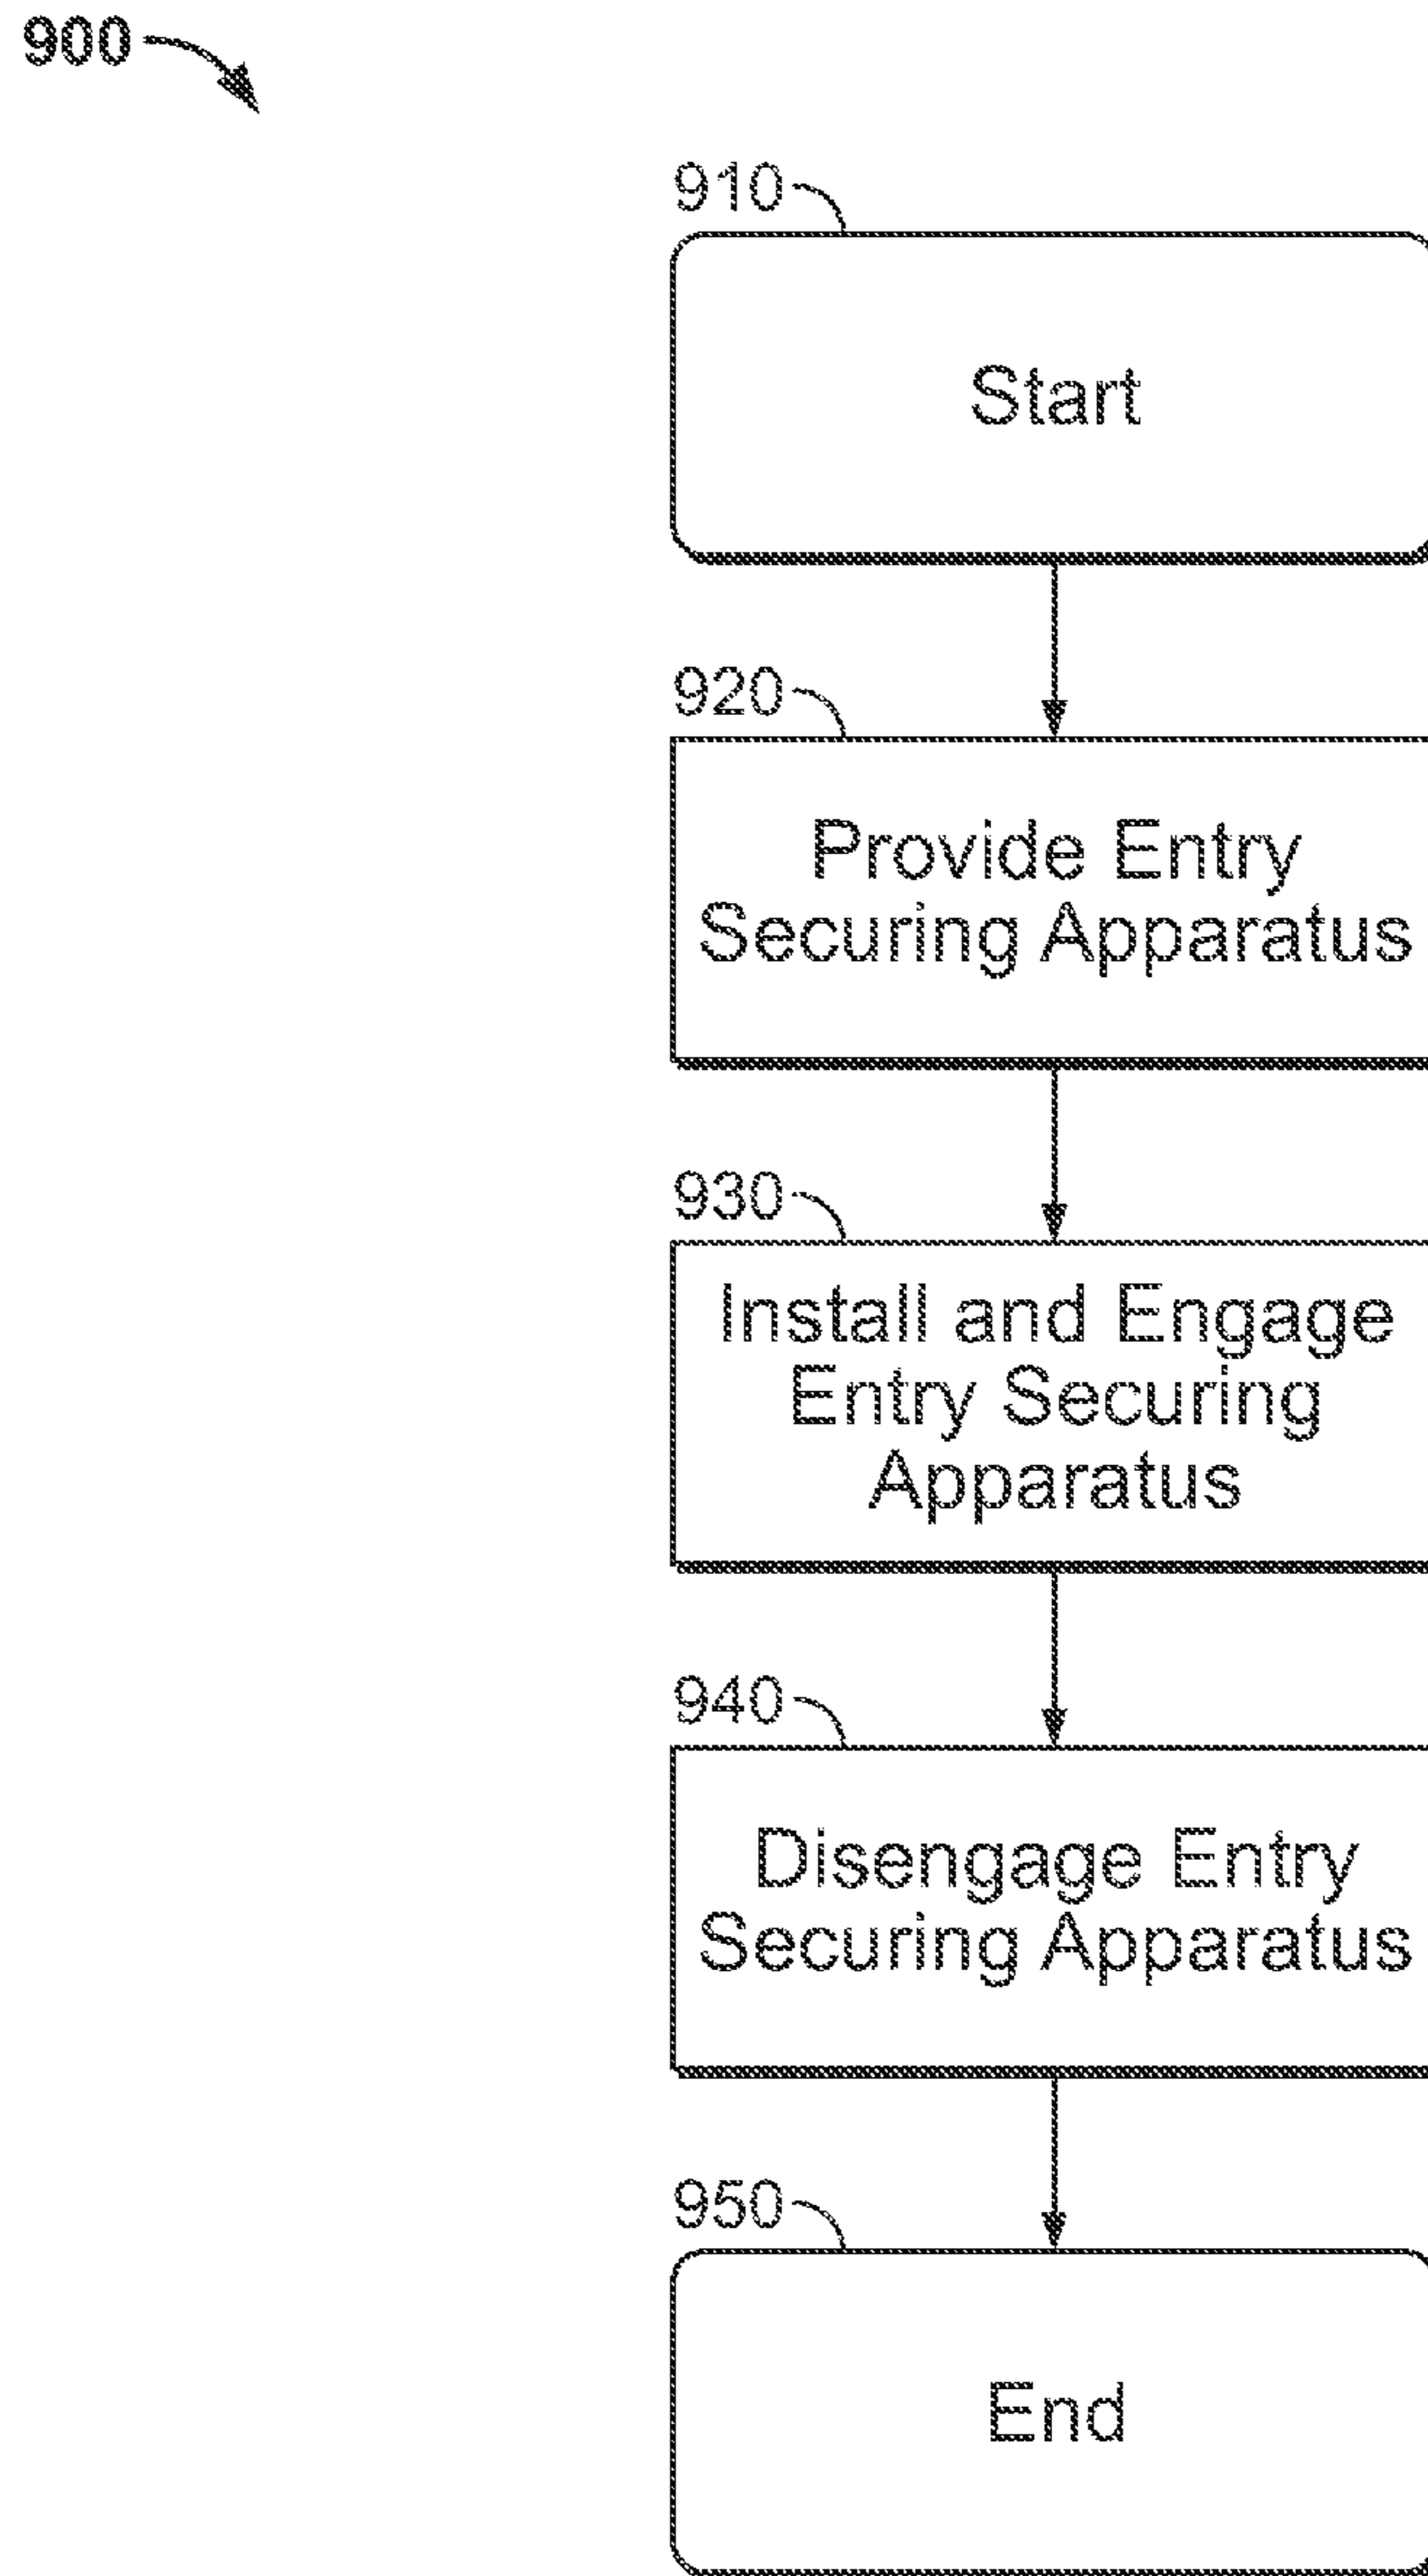 900
910
Start
920
Provide Entry
Securing Apparatus
930
Install and Engage
Entry Securing
Apparatus
940
Disengage Entry
Securing Apparatus
950
End